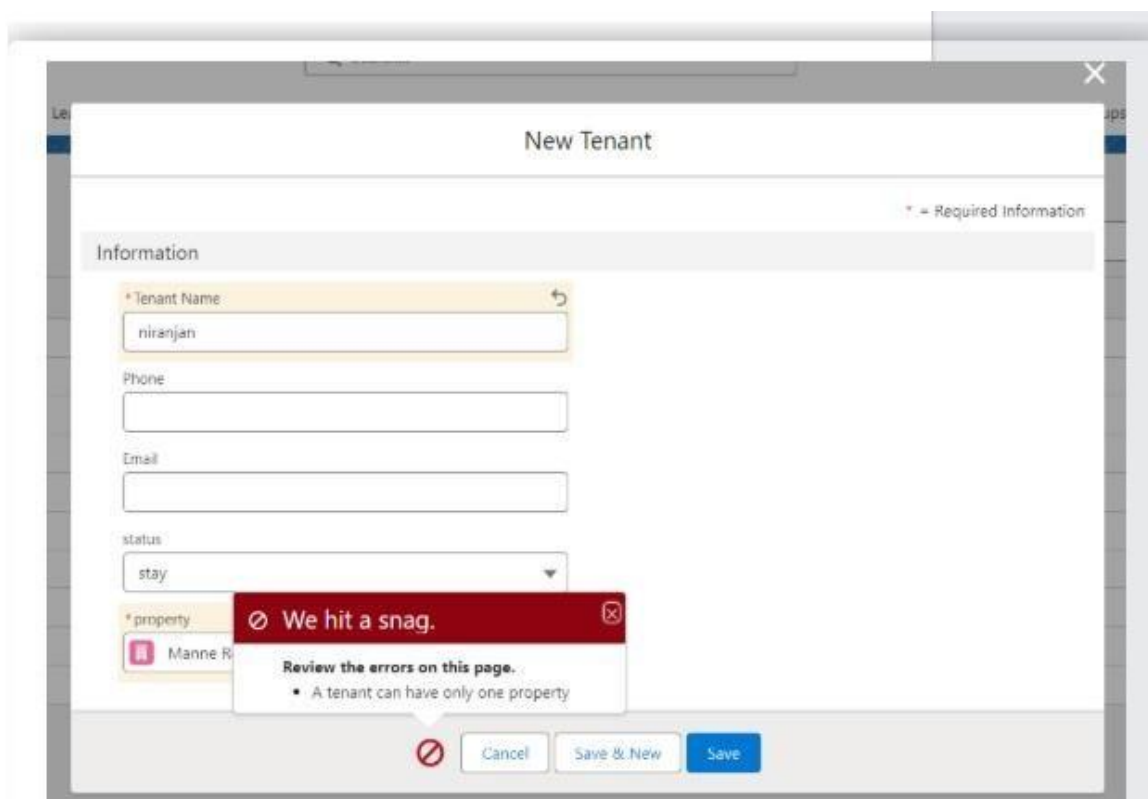 New Tenant
* = Required Information
Information
* Tenant Name
niranjan
Phone
Email
status
stay
* property
Manne R
We hit a snag.
Review the errors on this page.
• A tenant can have only one property
Cancel
Save & New
Save